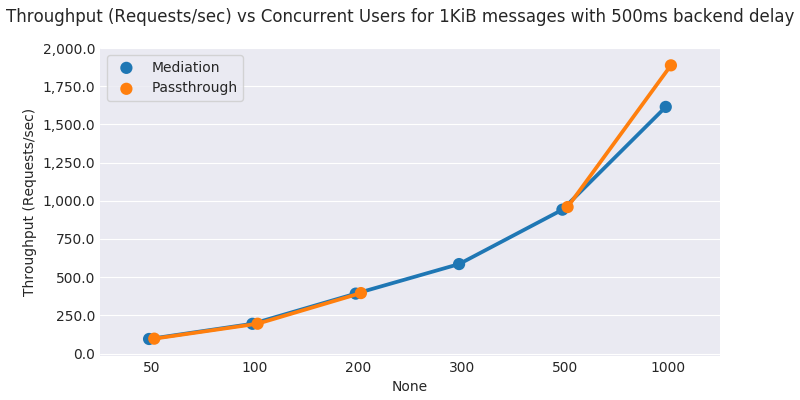 Throughput (Requests/sec) vs Concurrent Users for 1KiB messages with 500ms backend delay
2,000.0
1,750.0
1,500.0
1,250.0
1,000.0
750.0
500.0
250.0
0.0
Throughput (Requests/sec)
Mediation
Passthrough
50 100 200 300 500 1000
None